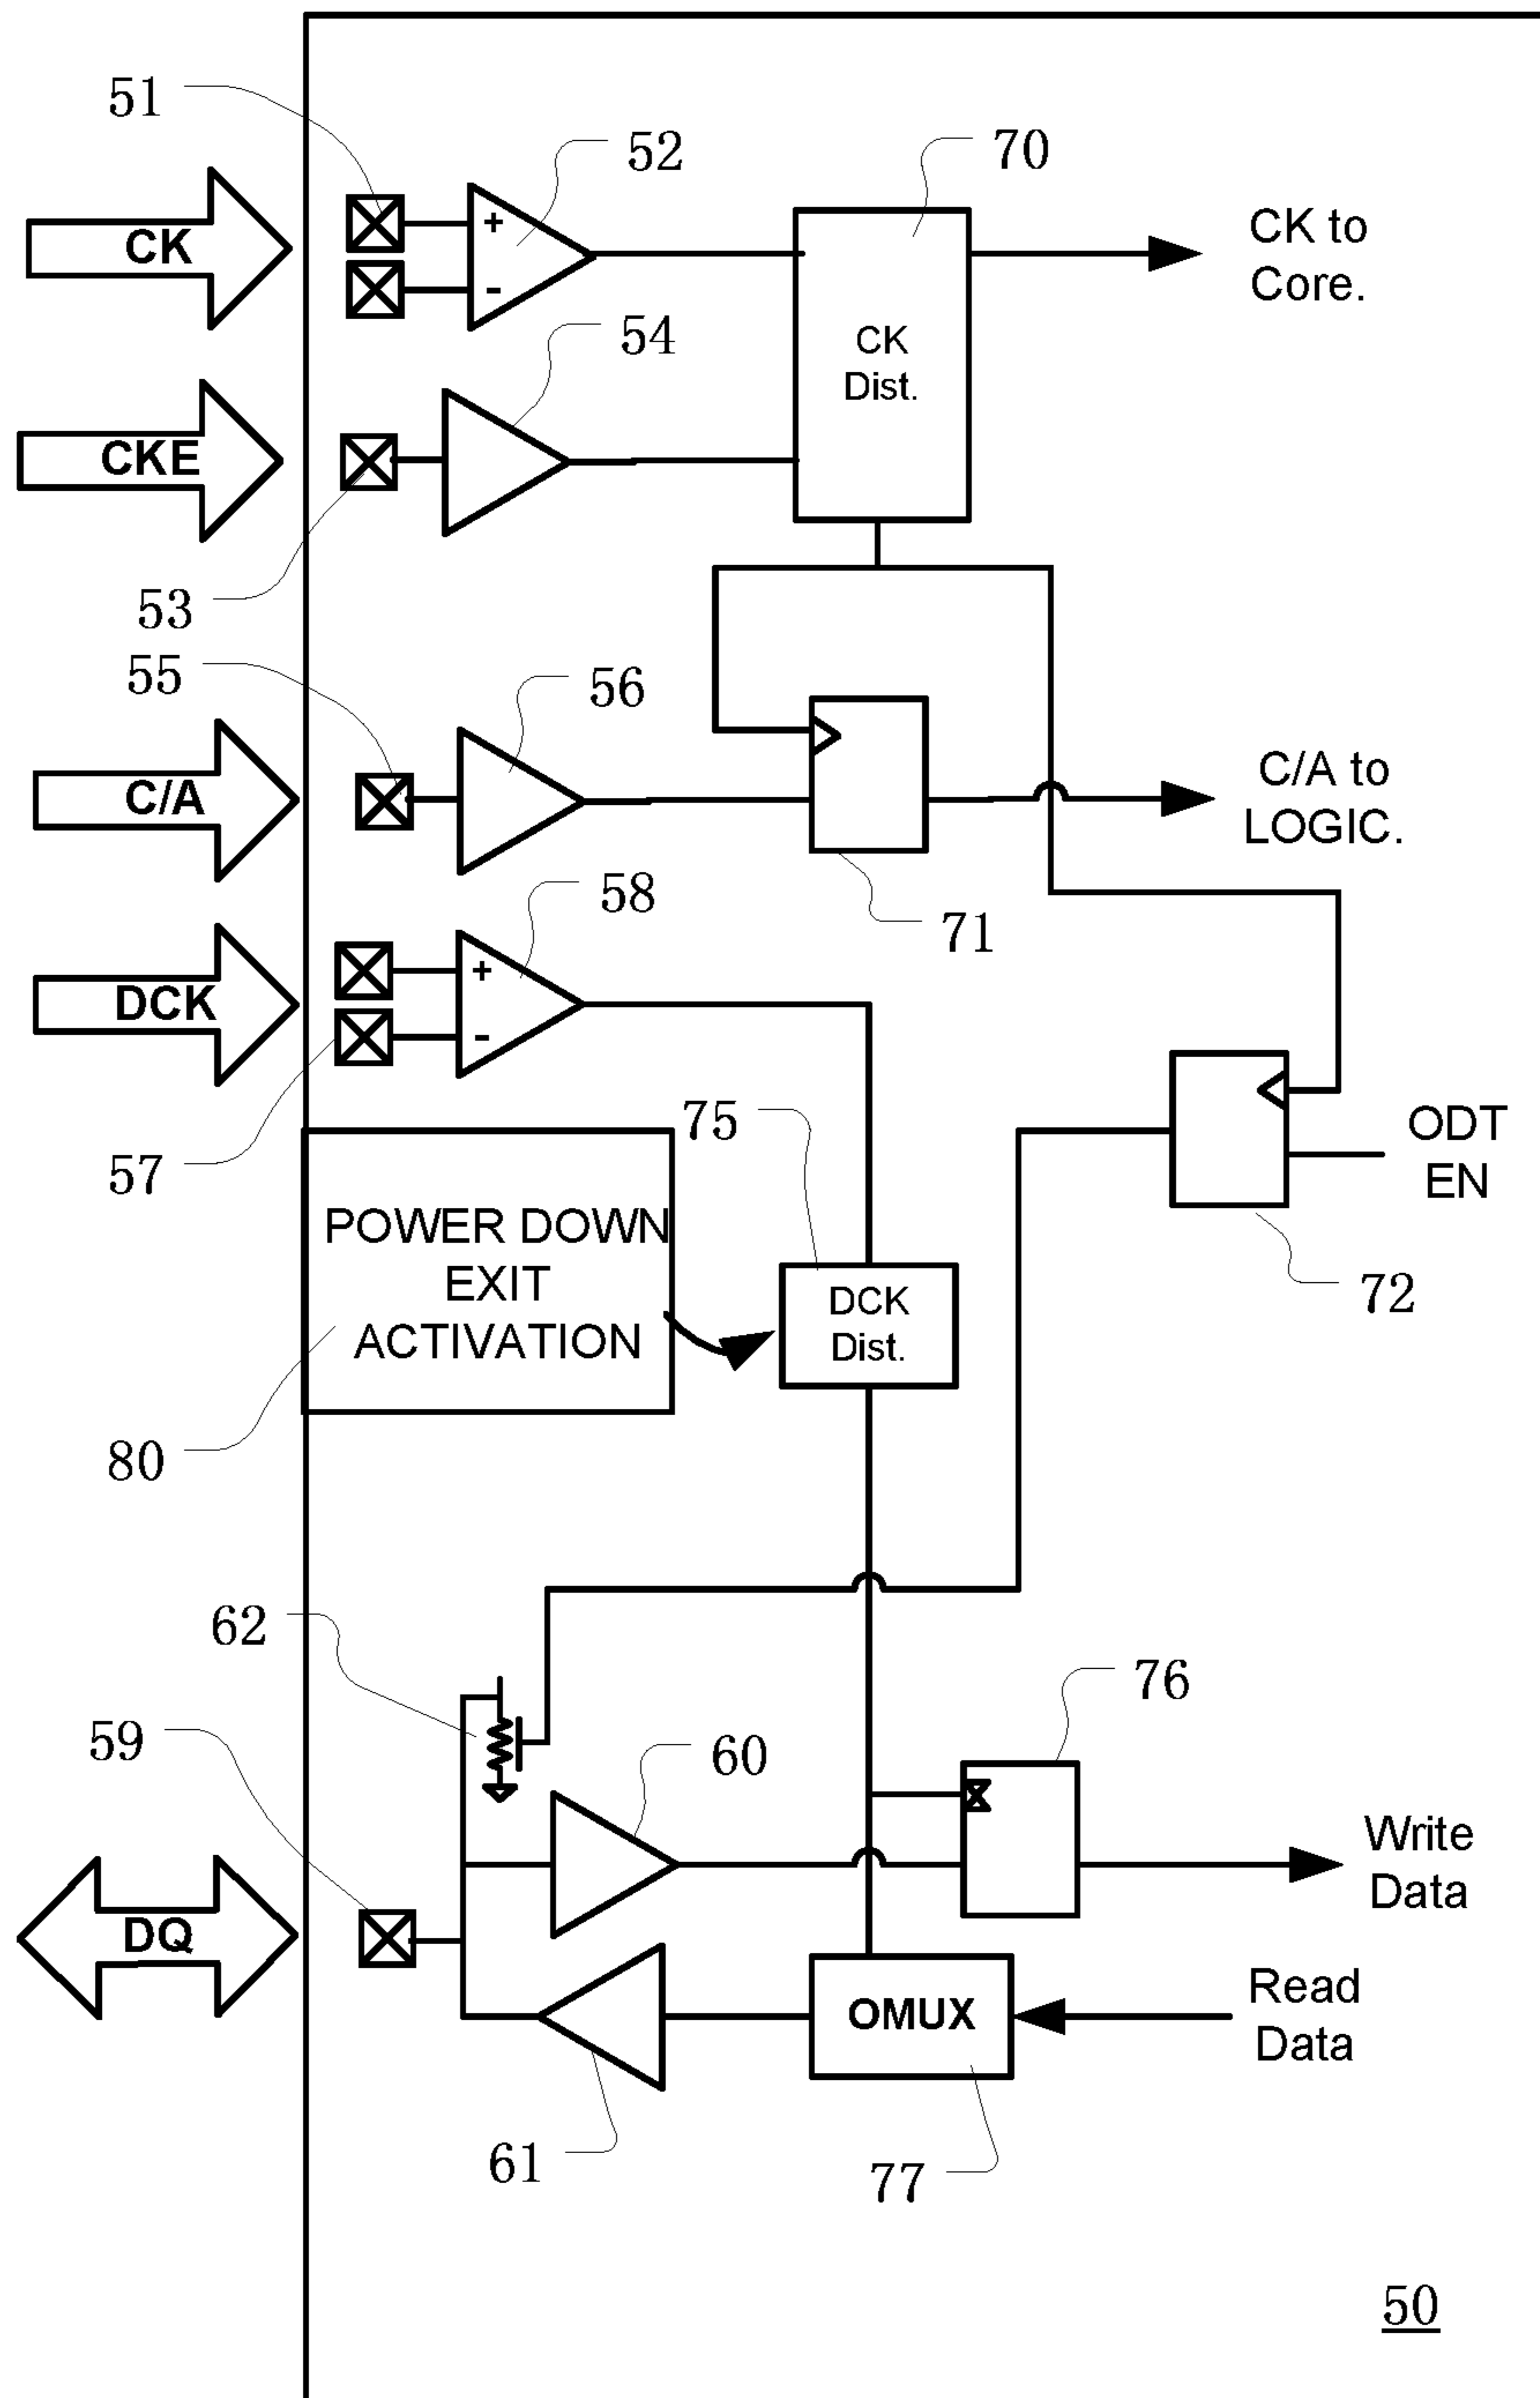 51
52
70
CK
+
-
CK to
Core.
54
CK
Dist.
CKE
53
55
56
C/A
C/A to
LOGIC.
58
71
DCK
+
-
57
75
ODT
EN
POWER DOWN
EXIT
ACTIVATION
DCK
Dist.
72
80
62
59
60
76
Write
Data
DQ
OMUX
Read
Data
61
77
50